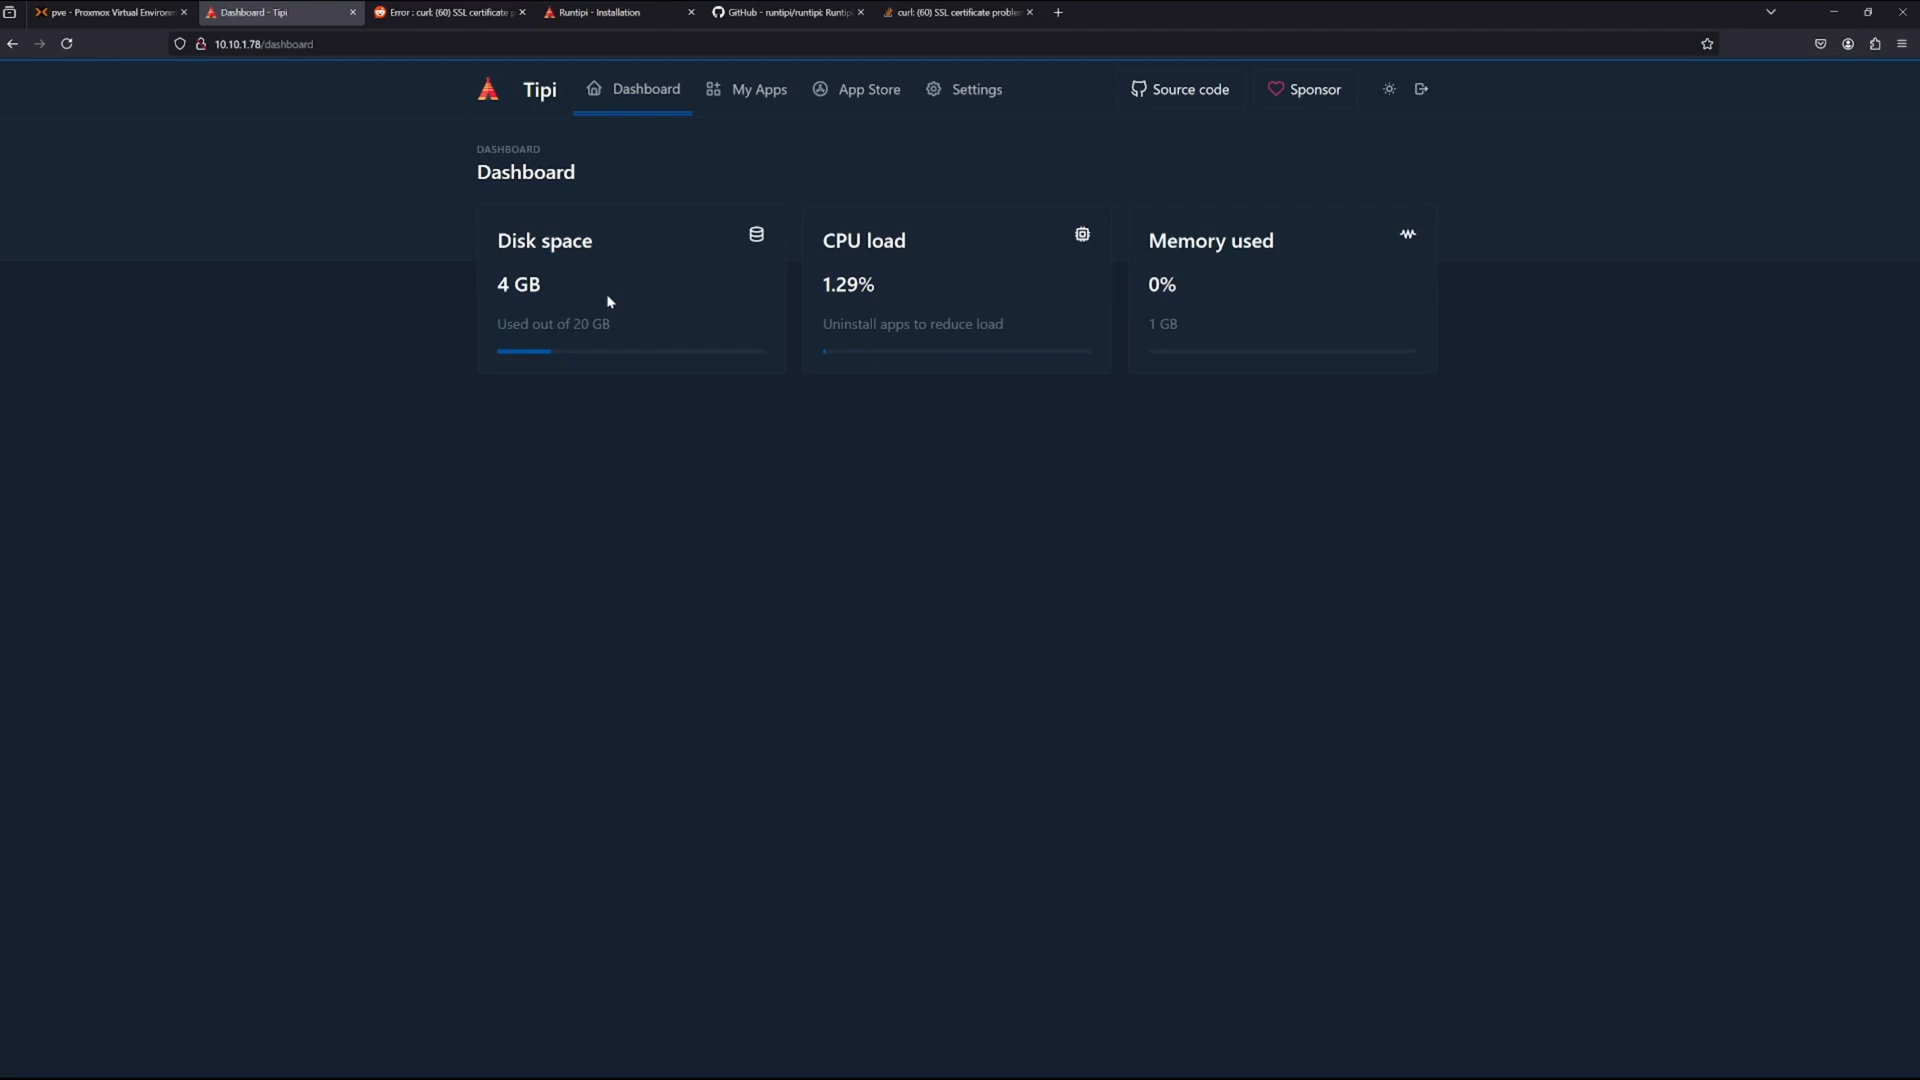 pve - Proxmox Virtual Environm
Dashboard - Tipi
Error : curl: (60) SSL certificate p
Runtipi - Installation
GitHub - runtipi/runtipi: Runtipi
curl: (60) SSL certificate problem
10.10.1.78/dashboard
Tipi
Dashboard
My Apps
App Store
Settings
Source code
Sponsor
DASHBOARD
Dashboard
Disk space
4 GB
Used out of 20 GB
CPU load
1.29%
Uninstall apps to reduce load
Memory used
0%
1 GB